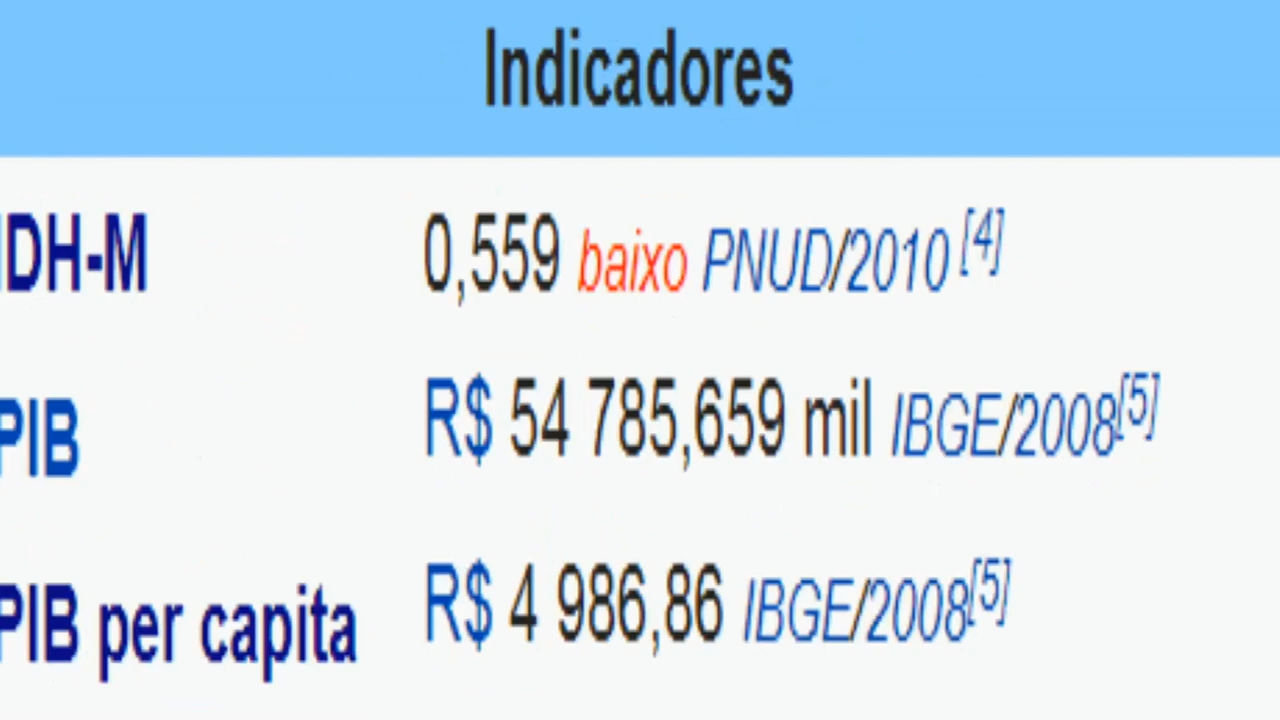 Indicadores
IDH-M 0,559 baixo PNUD/2010 [4]
PIB R$ 54 785,659 mil IBGE/2008[5]
PIB per capita R$ 4 986,86 IBGE/2008[5]